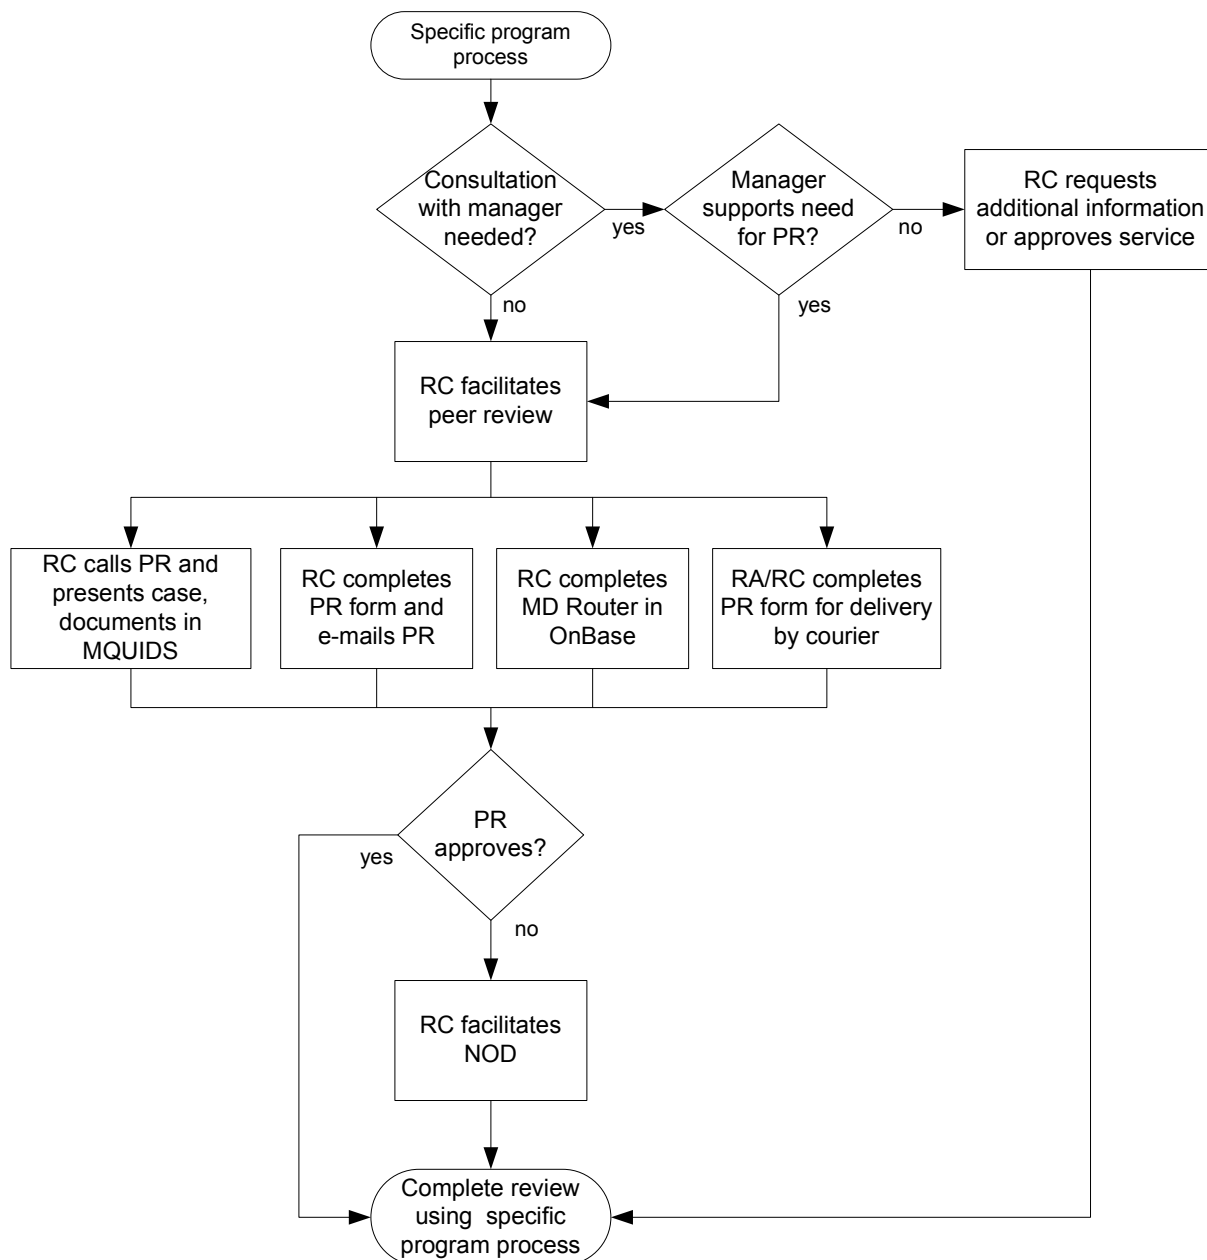 Specific program
process
Consultation
with manager
needed?
yes
Manager
supports need
for PR?
no
RC requests
additional information
or approves service
no
yes
RC facilitates
peer review
RC calls PR and
presents case,
documents in
MQUIDS
RC completes
PR form and
e-mails PR
RC completes
MD Router in
OnBase
RA/RC completes
PR form for delivery
by courier
PR
approves?
yes
no
RC facilitates
NOD
Complete review
using specific
program process